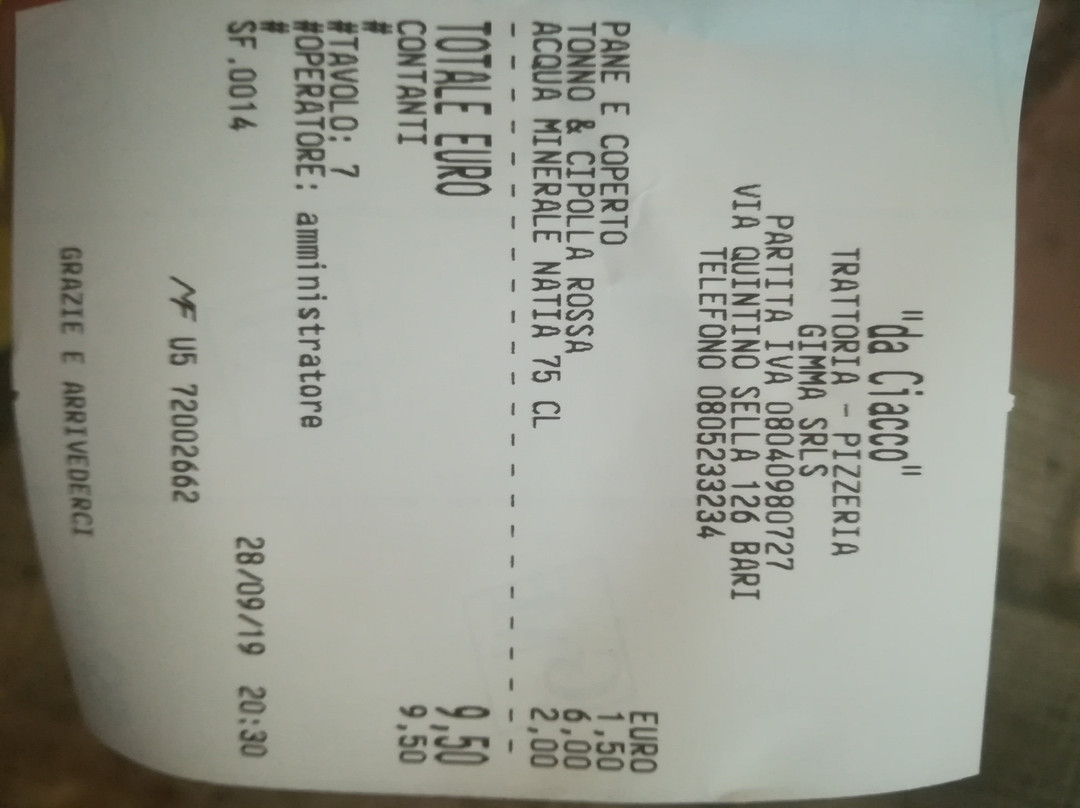 "da Ciacco"
TRATTORIA - PIZZERIA
GIMMA SRLS
PARTITA IVA 08040980727
VIA QUINTINO SELLA 126 BARI
TELEFONO 0805233234
EURO
PANE E COPERTO 1,50
TONNO & CIPOLLA ROSSA 6,00
ACQUA MINERALE NATIA 75 CL 2,00
- - - - - - - - - - - - - - - - - - - - - - - -
TOTALE EURO 9,50
CONTANTI 9,50
#
#TAVOLO: 7
#OPERATORE: amministratore
#
SF.0014 28/09/19 20:30
MF U5 72002662
GRAZIE E ARRIVEDERCI